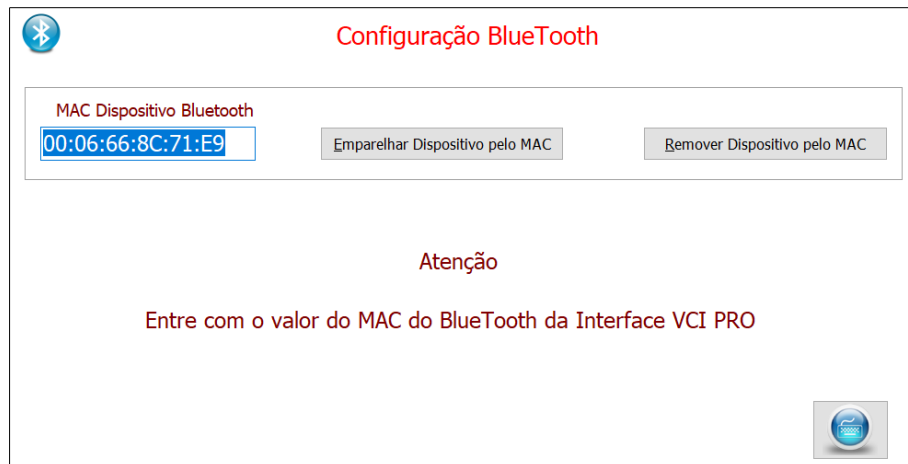 Configuração BlueTooth
MAC Dispositivo Bluetooth
00:06:66:8C:71:E9
Emparelhar Dispositivo pelo MAC
Remover Dispositivo pelo MAC
Atenção
Entre com o valor do MAC do BlueTooth da Interface VCI PRO